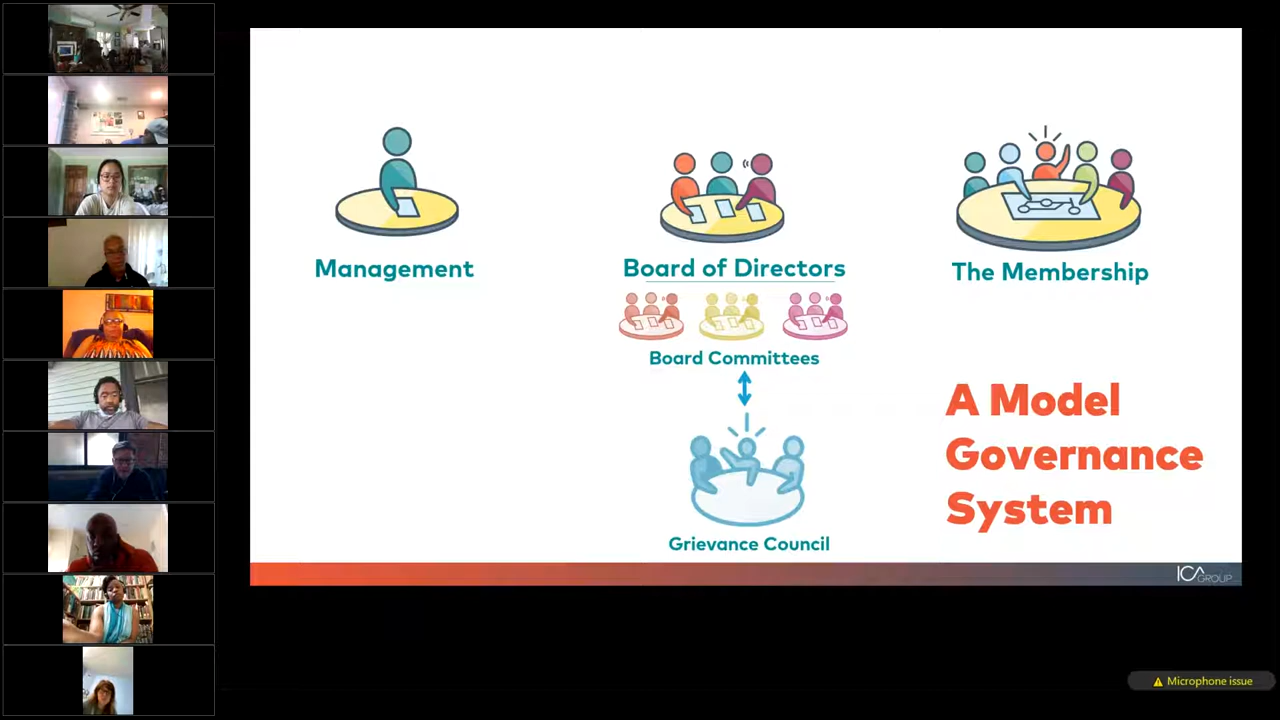 Management
Board of Directors
The Membership
Board Committees
Grievance Council
A Model
Governance
System
ICA GROUP
Microphone issue